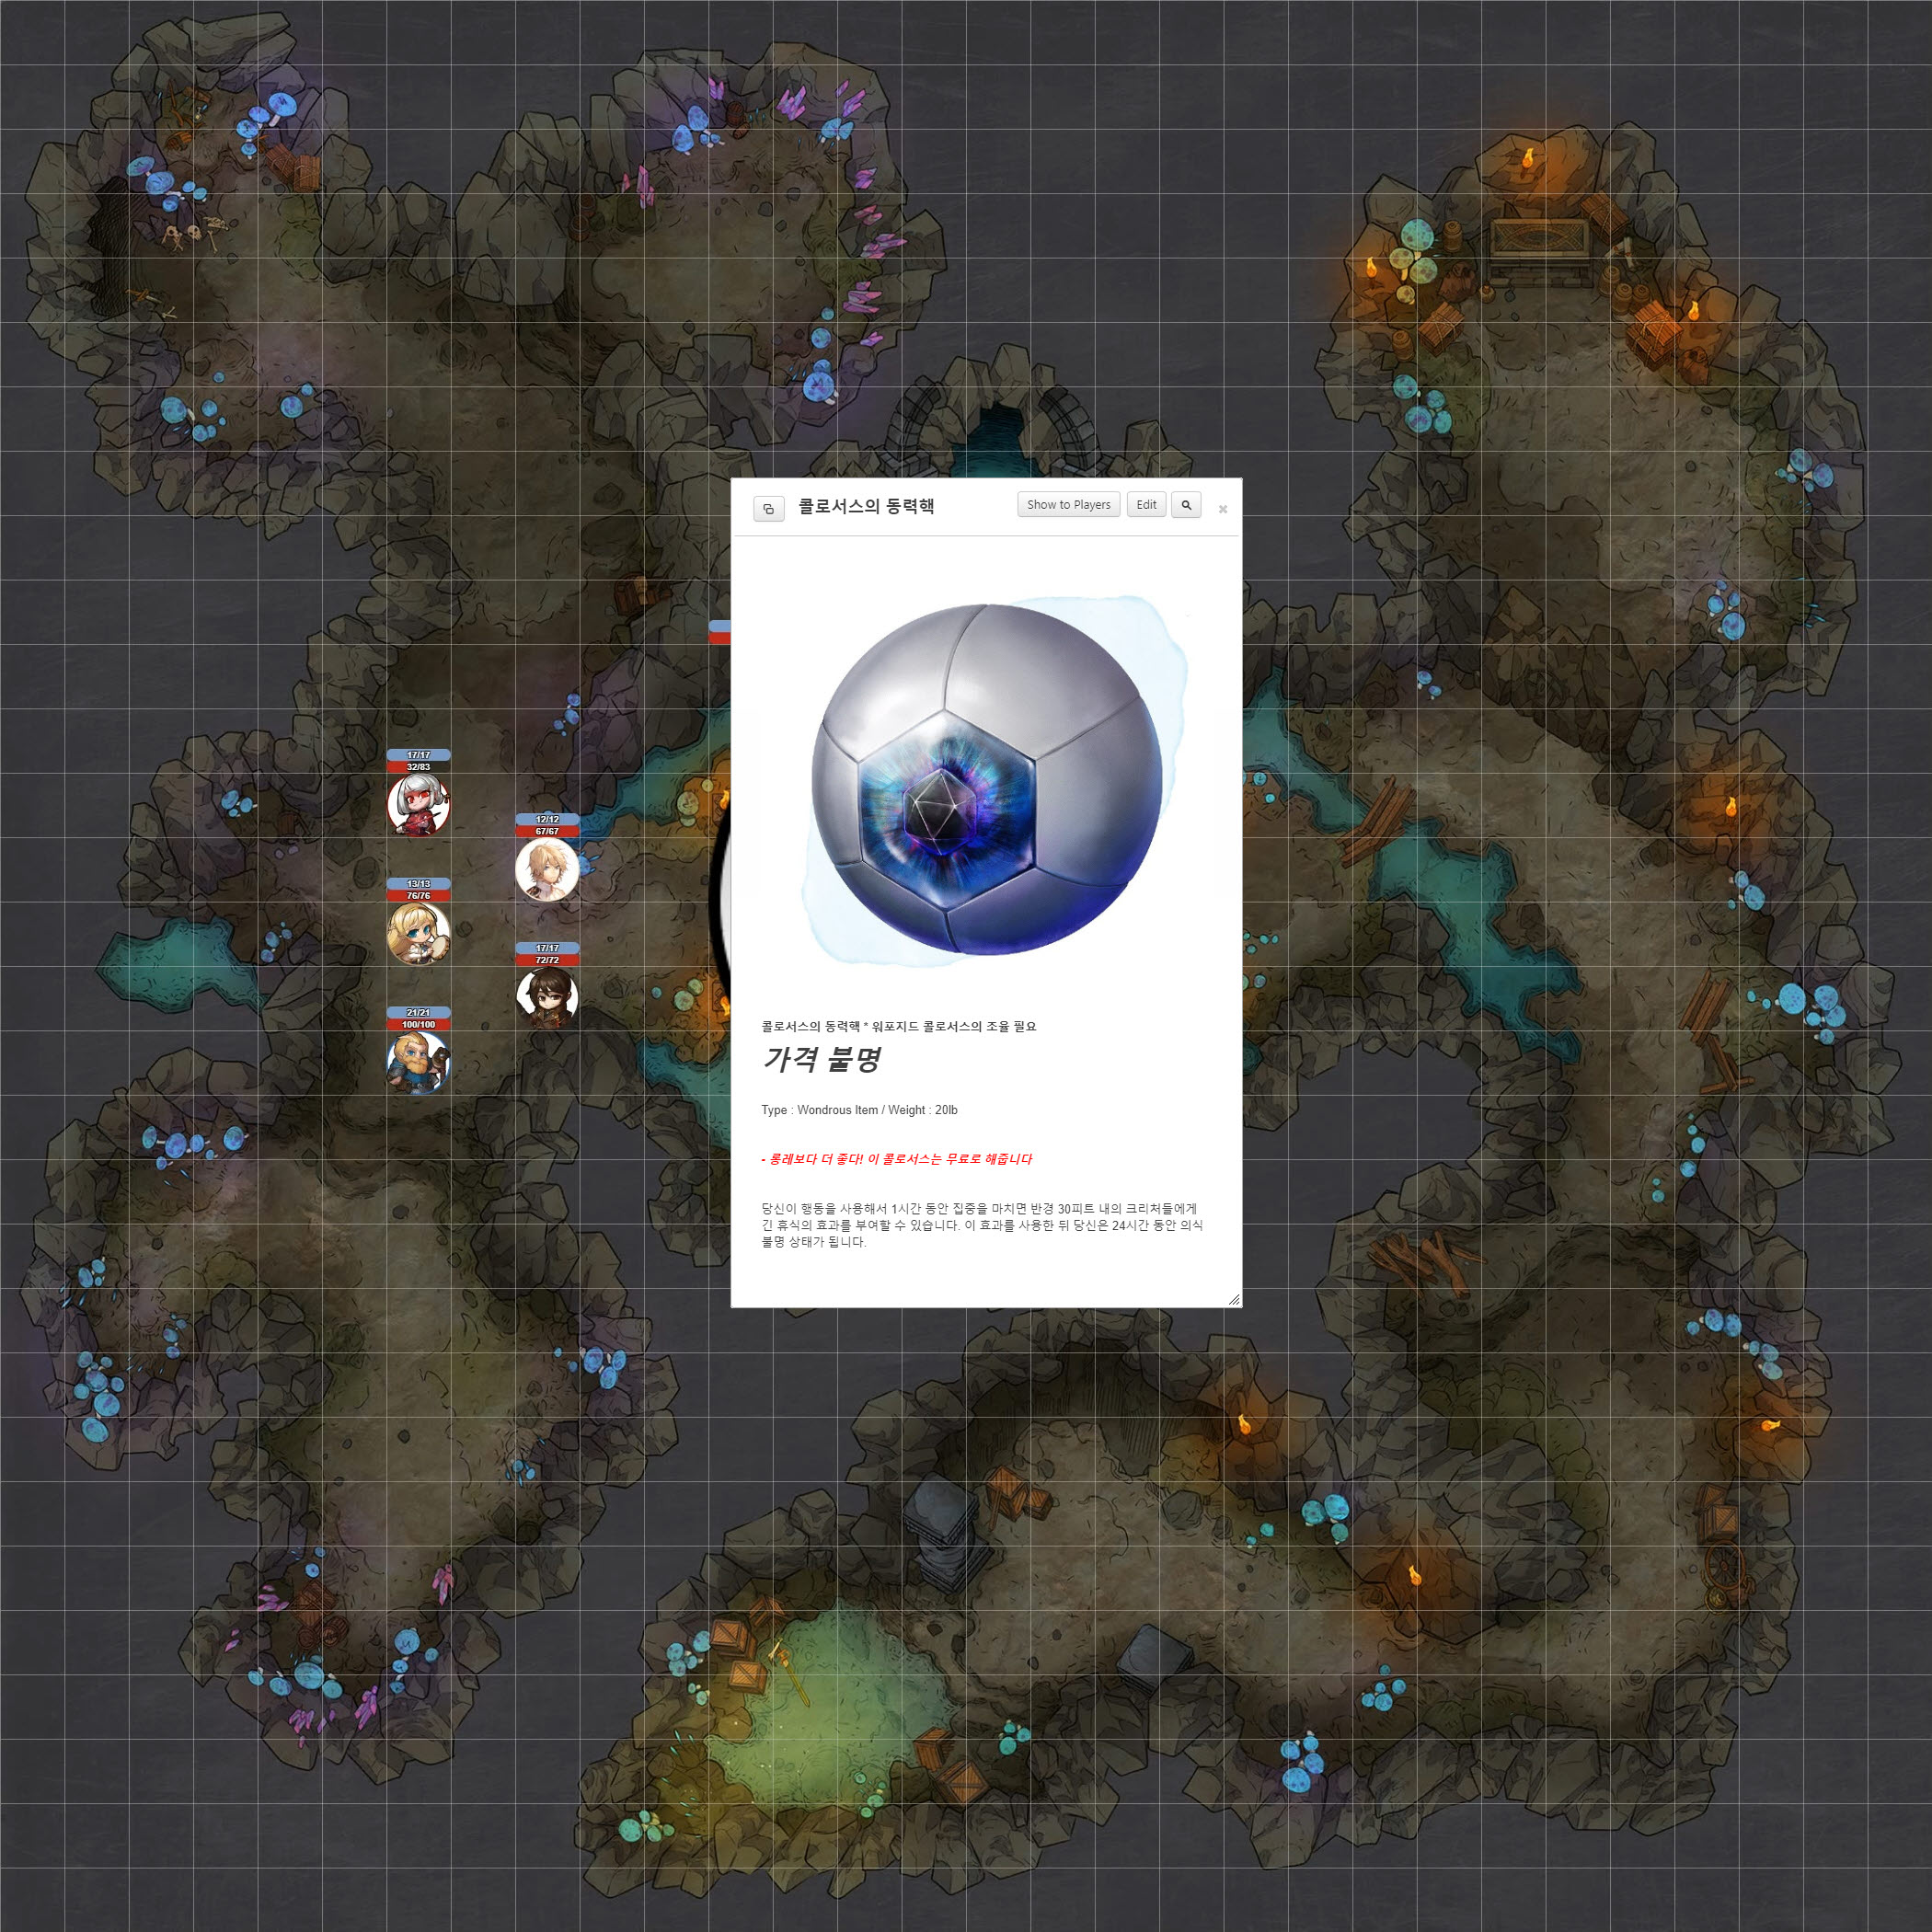 콜로서스의 동력핵
Show to Players
Edit
17/17
32/83
12/12
67/67
13/13
76/76
17/17
72/72
21/21
100/100
콜로서스의 동력핵 * 워포지드 콜로서스의 조율 필요
가격 불명
Type : Wondrous Item / Weight : 20lb
- 롱레보다 더 좋다! 이 콜로서스는 무료로 해줍니다
당신이 행동을 사용해서 1시간 동안 집중을 마치면 반경 30피트 내의 크리처들에게
긴 휴식의 효과를 부여할 수 있습니다. 이 효과를 사용한 뒤 당신은 24시간 동안 의식
불명 상태가 됩니다.